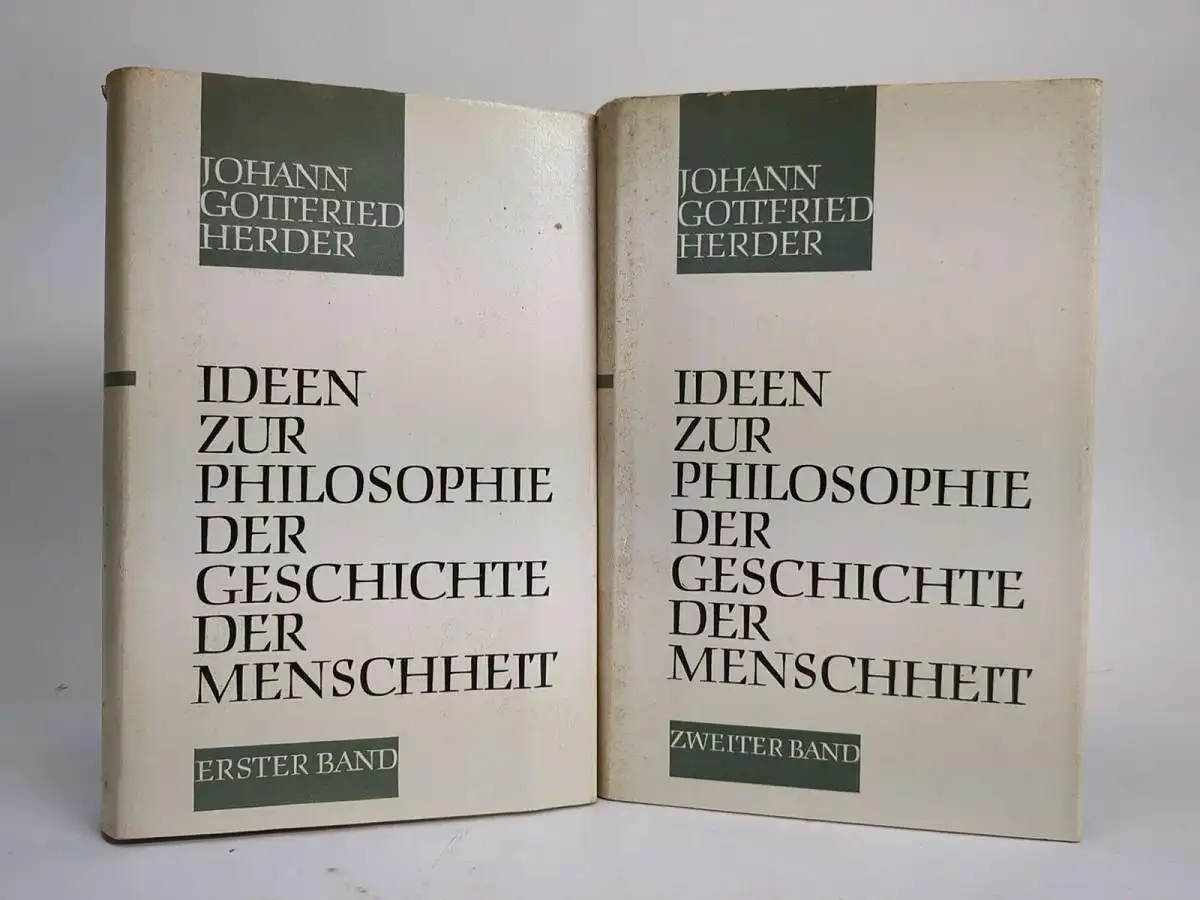 JOHANN
GOTTFRIED
HERDER
IDEEN
ZUR
PHILOSOPHIE
DER
GESCHICHTE
DER
MENSCHHEIT
ERSTER BAND
JOHANN
GOTTFRIED
HERDER
IDEEN
ZUR
PHILOSOPHIE
DER
GESCHICHTE
DER
MENSCHHEIT
ZWEITER BAND